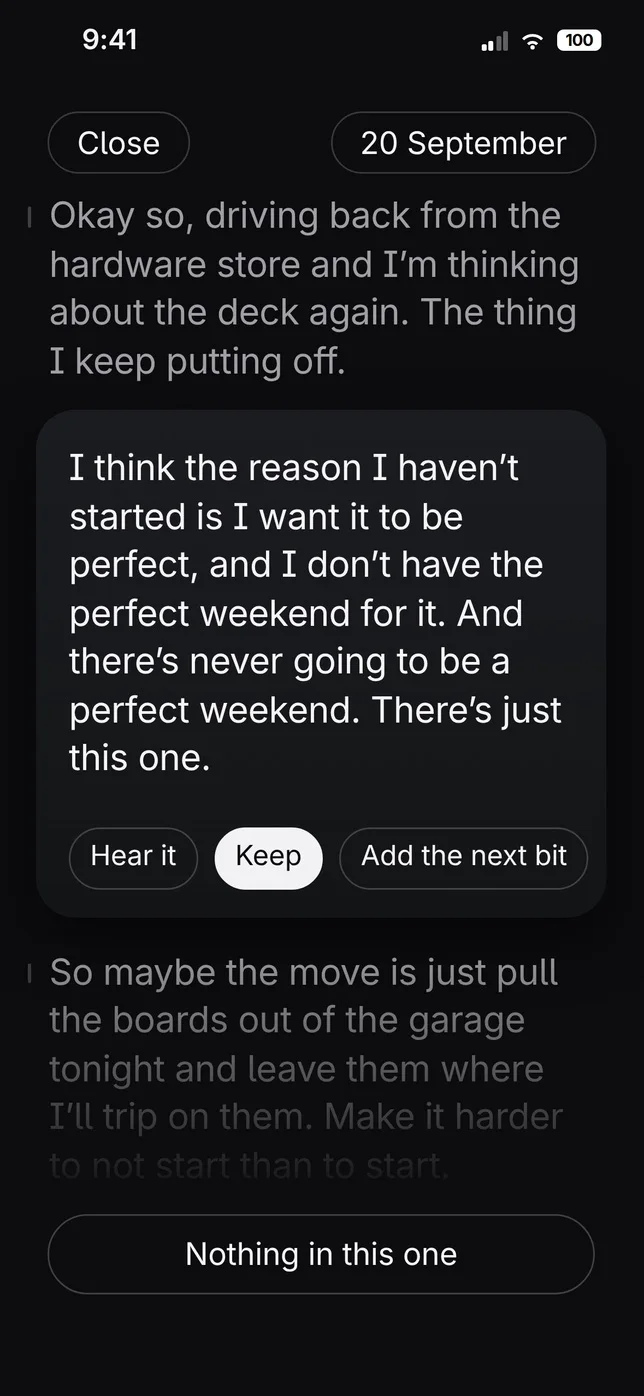 9:41
100
Close
20 September
Okay so, driving back from the
hardware store and I’m thinking
about the deck again. The thing
I keep putting off.
I think the reason I haven’t
started is I want it to be
perfect, and I don’t have the
perfect weekend for it. And
there’s never going to be a
perfect weekend. There’s just
this one.
Hear it
Keep
Add the next bit
So maybe the move is just pull
the boards out of the garage
tonight and leave them where
I’ll trip on them. Make it harder
to not start than to start.
Nothing in this one